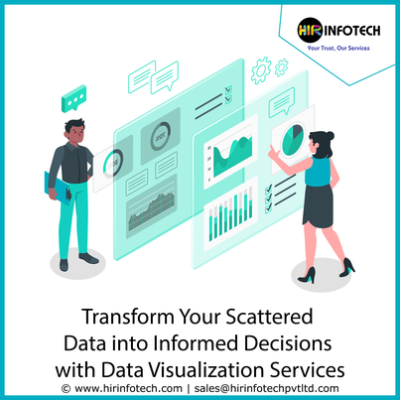 HIR INFOTECH
Your Trust, Our Services
Transform Your Scattered
Data into Informed Decisions
with Data Visualization Services
© www.hirinfotech.com | sales@hirinfotechpvtltd.com